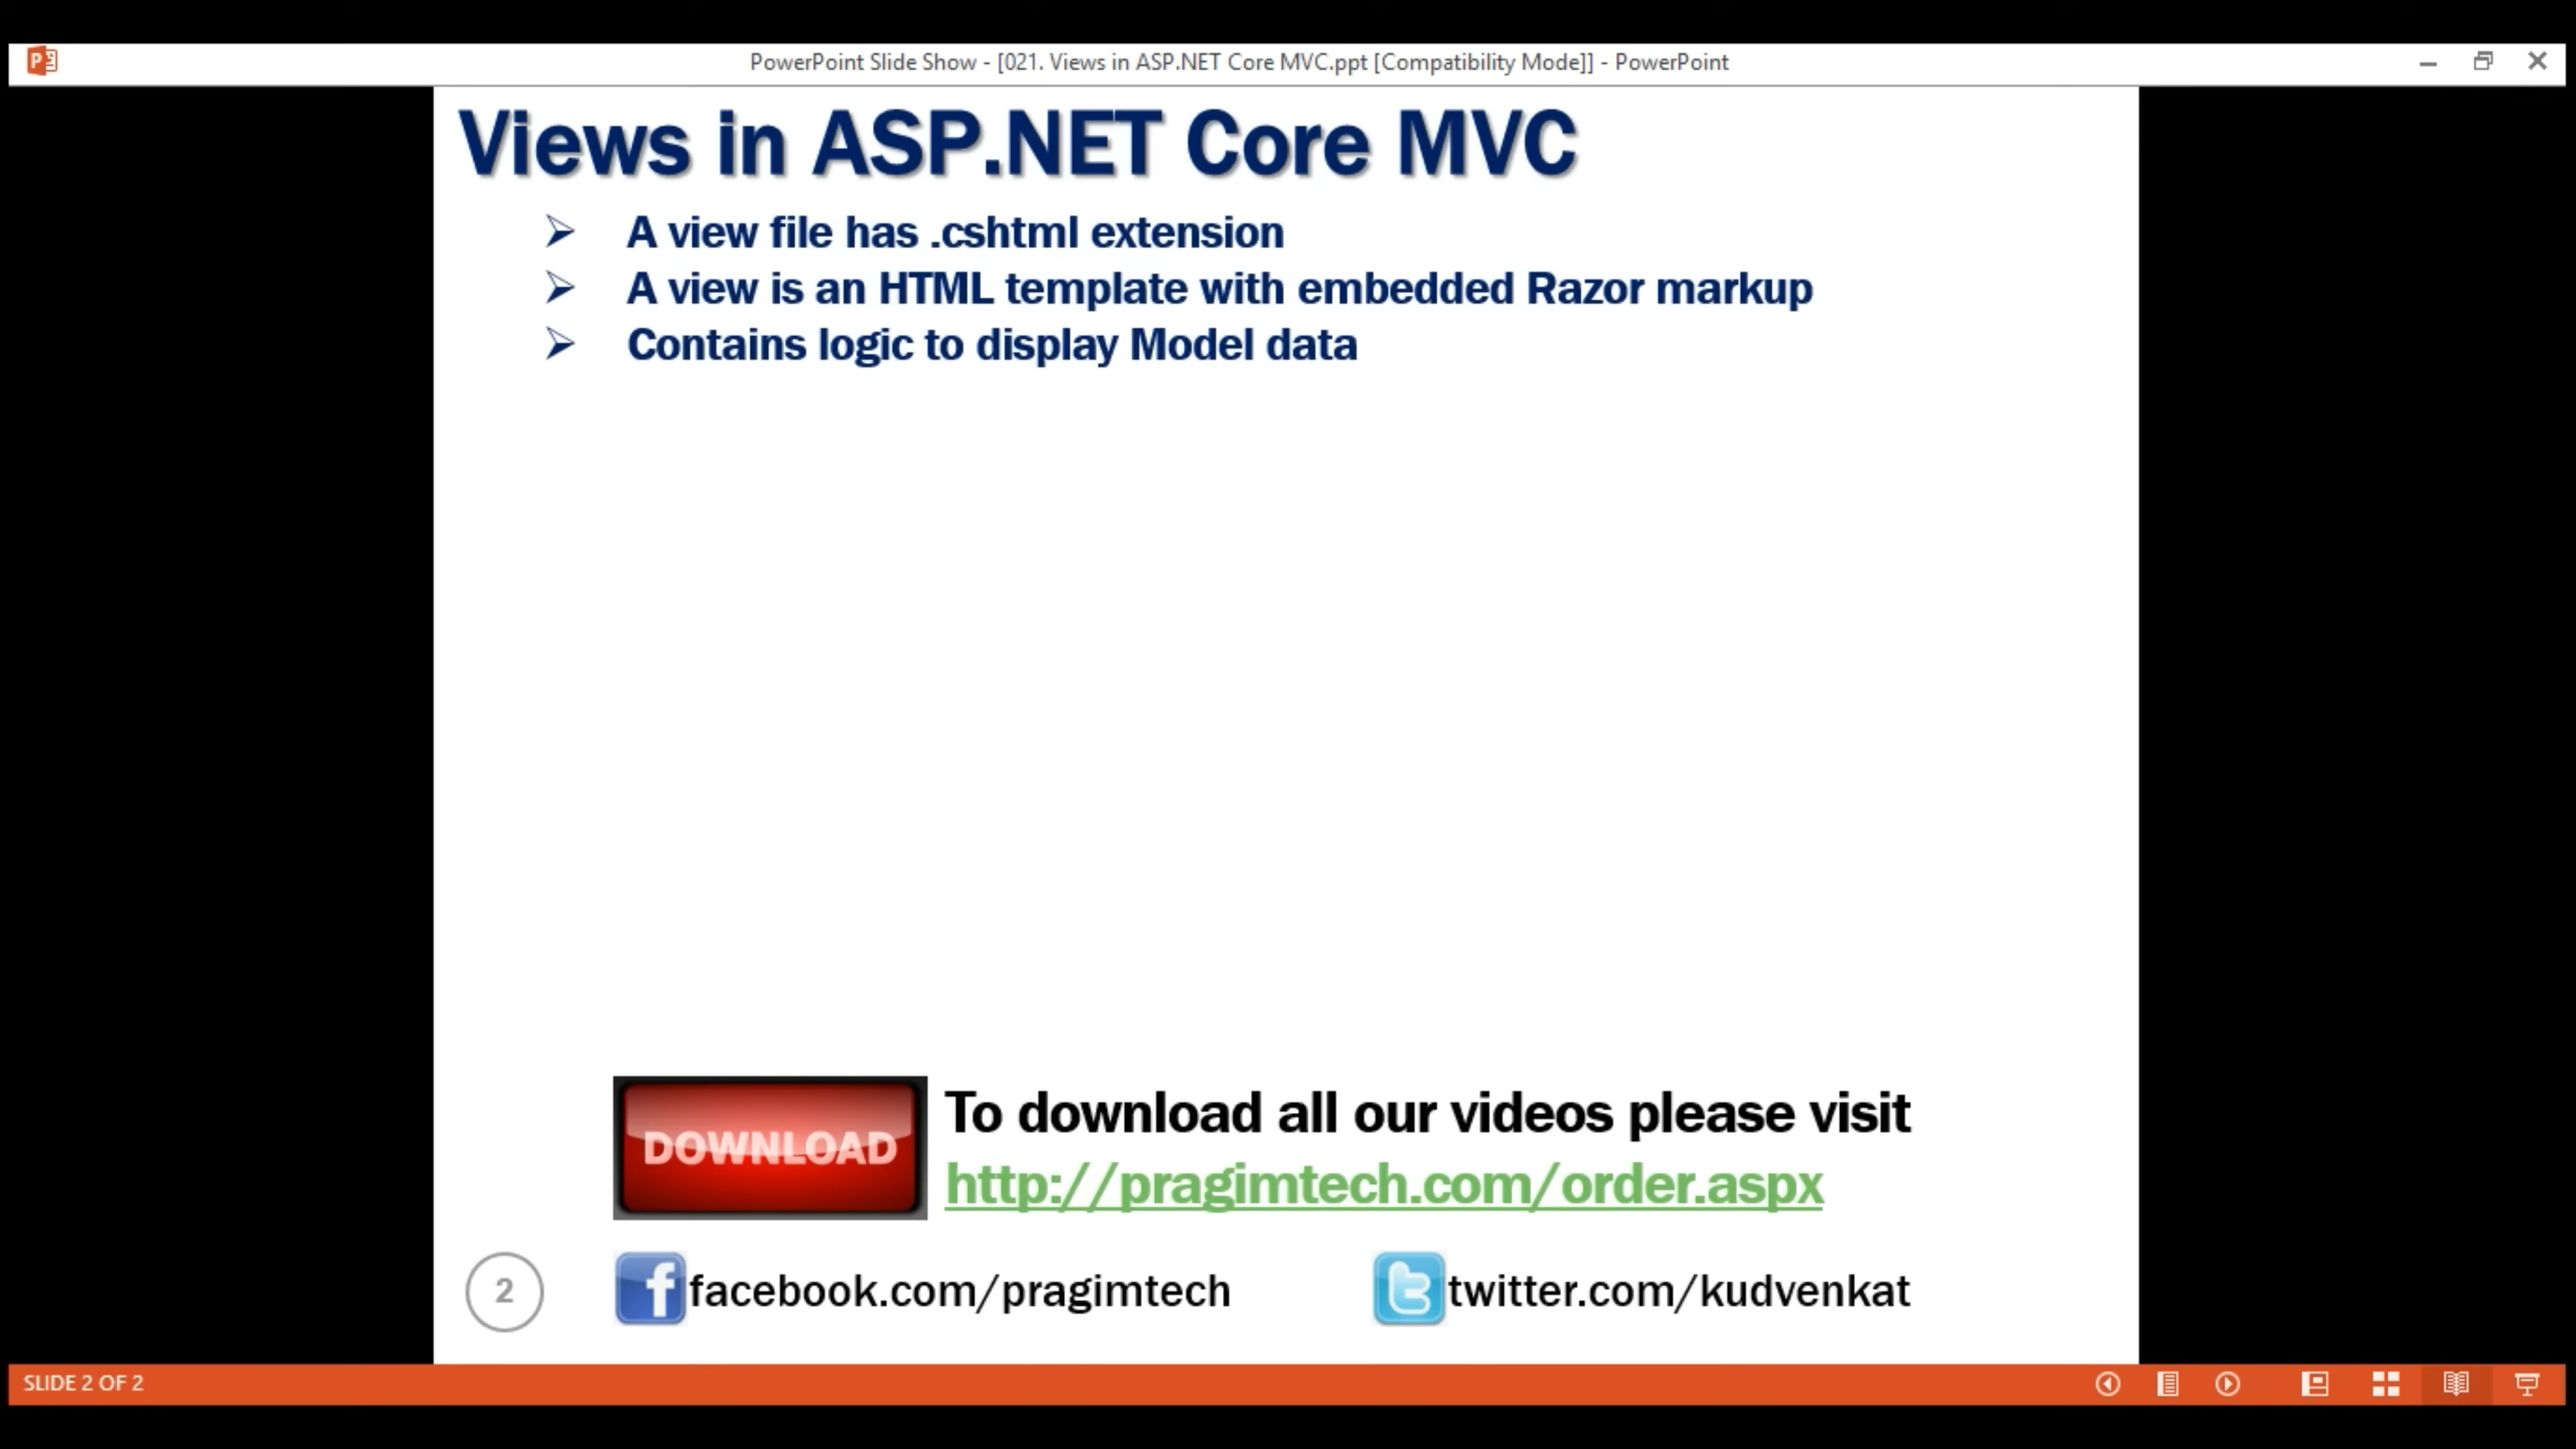 PowerPoint Slide Show - [021. Views in ASP.NET Core MVC.ppt [Compatibility Mode]] - PowerPoint
Views in ASP.NET Core MVC
A view file has .cshtml extension
A view is an HTML template with embedded Razor markup
Contains logic to display Model data
DOWNLOAD
To download all our videos please visit
http://pragimtech.com/order.aspx
2
facebook.com/pragimtech
twitter.com/kudvenkat
SLIDE 2 OF 2